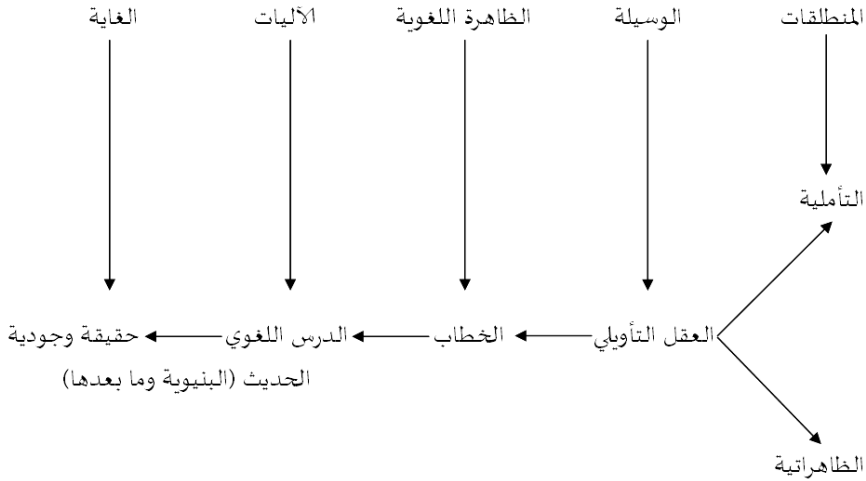 المنطلقات الوسيلة الظاهرة اللغوية الآليات الغاية
التأملية
العقل التأويلي الخطاب الدرس اللغوي حقيقة وجودية
الحديث (البنيوية وما بعدها)
الظاهراتية